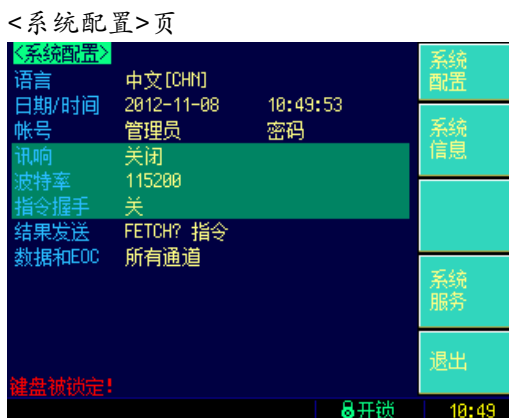 <系统配置>页
<系统配置>
语言 中文[CHN]
日期/时间 2012-11-08 10:49:53
帐号 管理员 密码
讯响 关闭
波特率 115200
指令握手 关
结果发送 FETCH? 指令
数据和EOC 所有通道
系统
配置
系统
信息
系统
服务
退出
键盘被锁定!
开锁 10:49